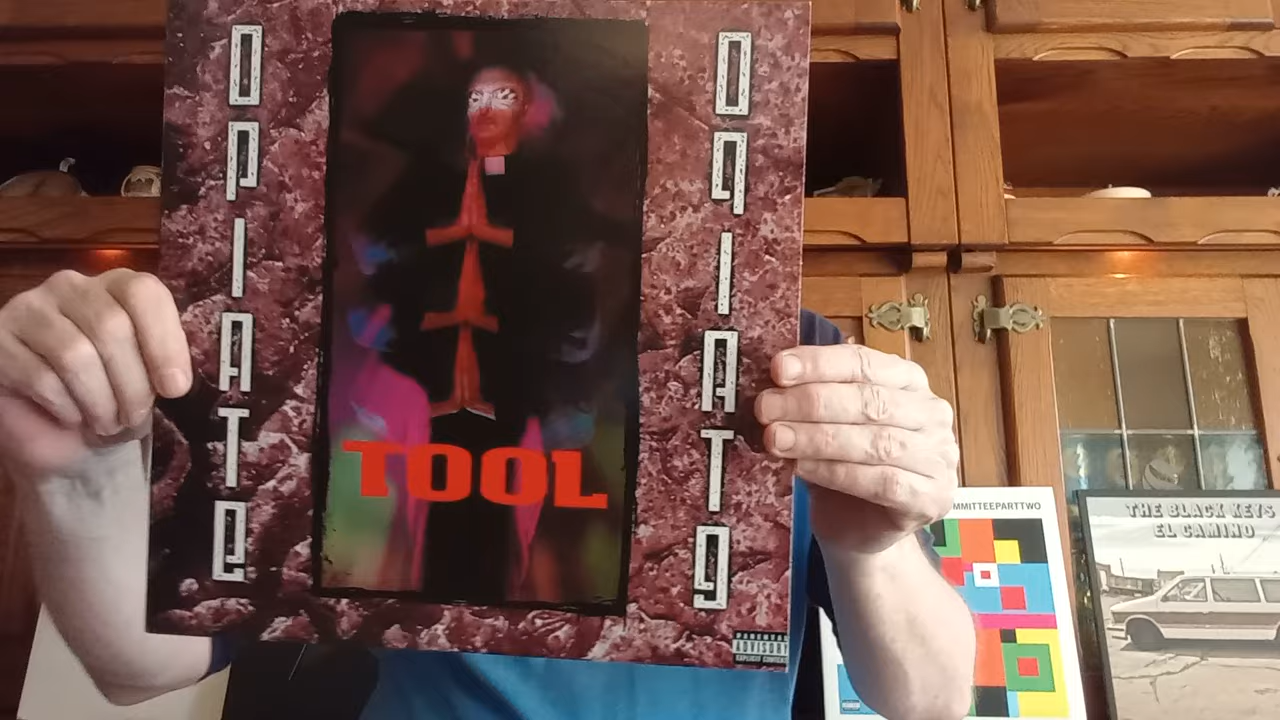 OPIATE
TOOL
OPIATE
PARENTAL
ADVISORY
EXPLICIT CONTENT
MMITTEEPARTTWO
THE BLACK KEYS
EL CAMINO